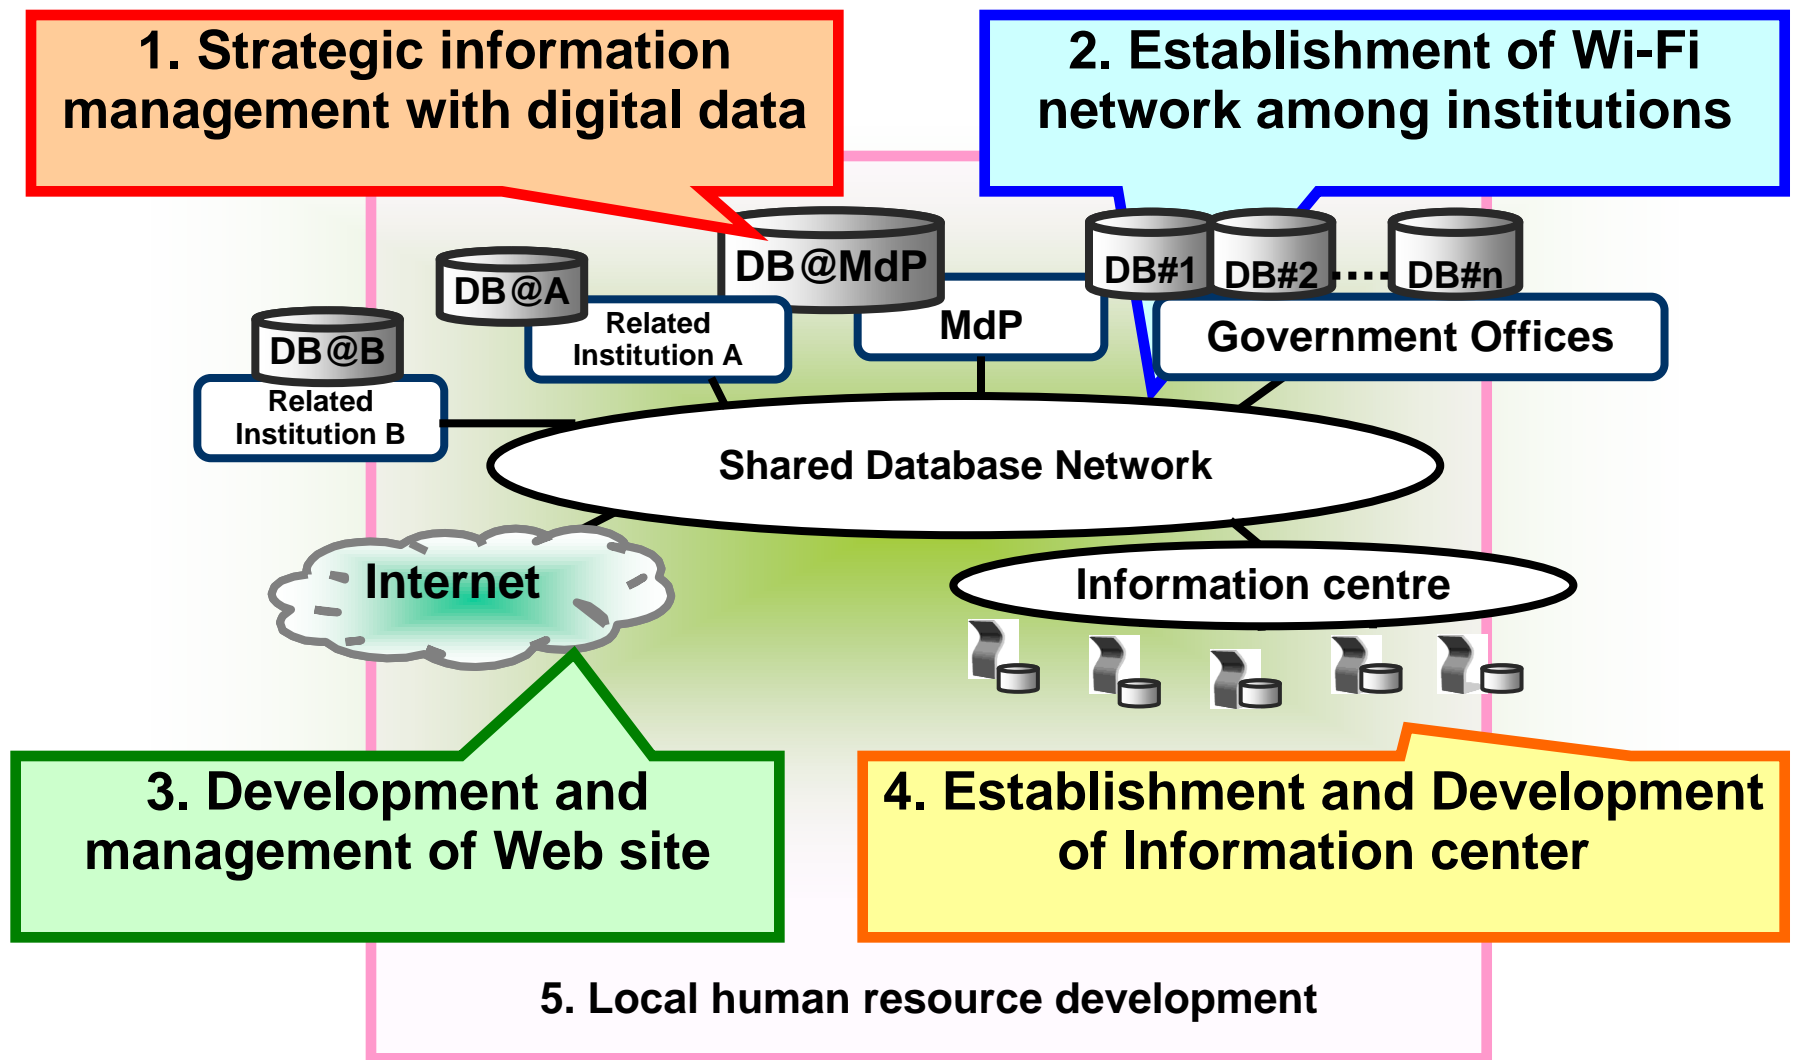 1. Strategic information
management with digital data
2. Establishment of Wi-Fi
network among institutions
DB@MdP
DB#1
DB#2
....
DB#n
DB@A
DB@B
Related
Institution A
MdP
Government Offices
Related
Institution B
Shared Database Network
Internet
Information centre
3. Development and
management of Web site
4. Establishment and Development
of Information center
5. Local human resource development